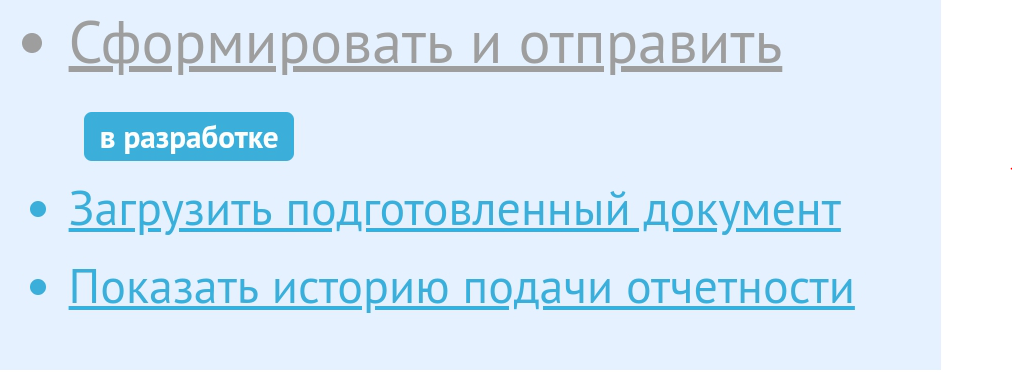 Сформировать и отправить
в разработке
Загрузить подготовленный документ
Показать историю подачи отчетности